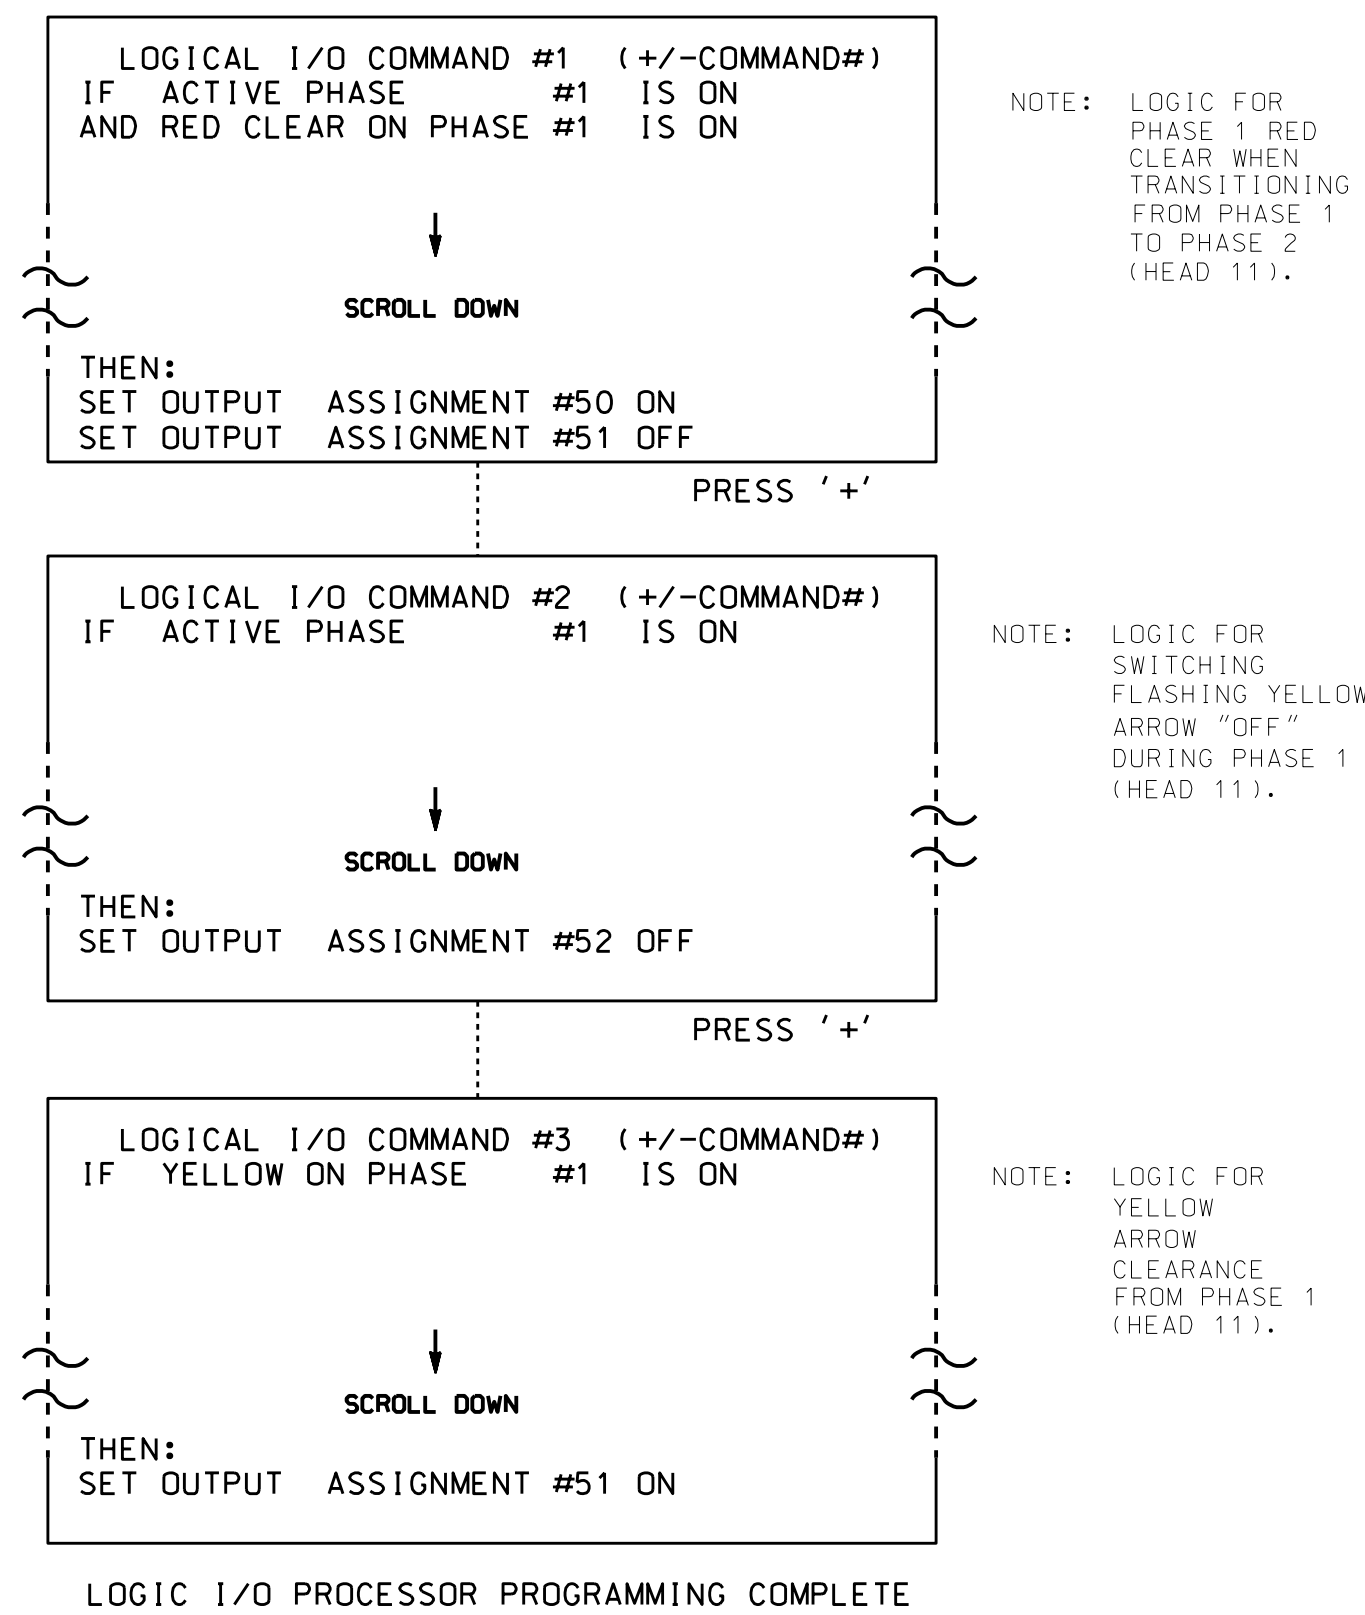 LOGICAL I/O COMMAND #1 (+/-COMMAND#)
IF ACTIVE PHASE #1 IS ON
AND RED CLEAR ON PHASE #1 IS ON
SCROLL DOWN
THEN:
SET OUTPUT ASSIGNMENT #50 ON
SET OUTPUT ASSIGNMENT #51 OFF
NOTE: LOGIC FOR
PHASE 1 RED
CLEAR WHEN
TRANSITIONING
FROM PHASE 1
TO PHASE 2
(HEAD 11).
PRESS '+'
LOGICAL I/O COMMAND #2 (+/-COMMAND#)
IF ACTIVE PHASE #1 IS ON
SCROLL DOWN
THEN:
SET OUTPUT ASSIGNMENT #52 OFF
NOTE: LOGIC FOR
SWITCHING
FLASHING YELLOW
ARROW "OFF"
DURING PHASE 1
(HEAD 11).
PRESS '+'
LOGICAL I/O COMMAND #3 (+/-COMMAND#)
IF YELLOW ON PHASE #1 IS ON
SCROLL DOWN
THEN:
SET OUTPUT ASSIGNMENT #51 ON
NOTE: LOGIC FOR
YELLOW
ARROW
CLEARANCE
FROM PHASE 1
(HEAD 11).
LOGIC I/O PROCESSOR PROGRAMMING COMPLETE